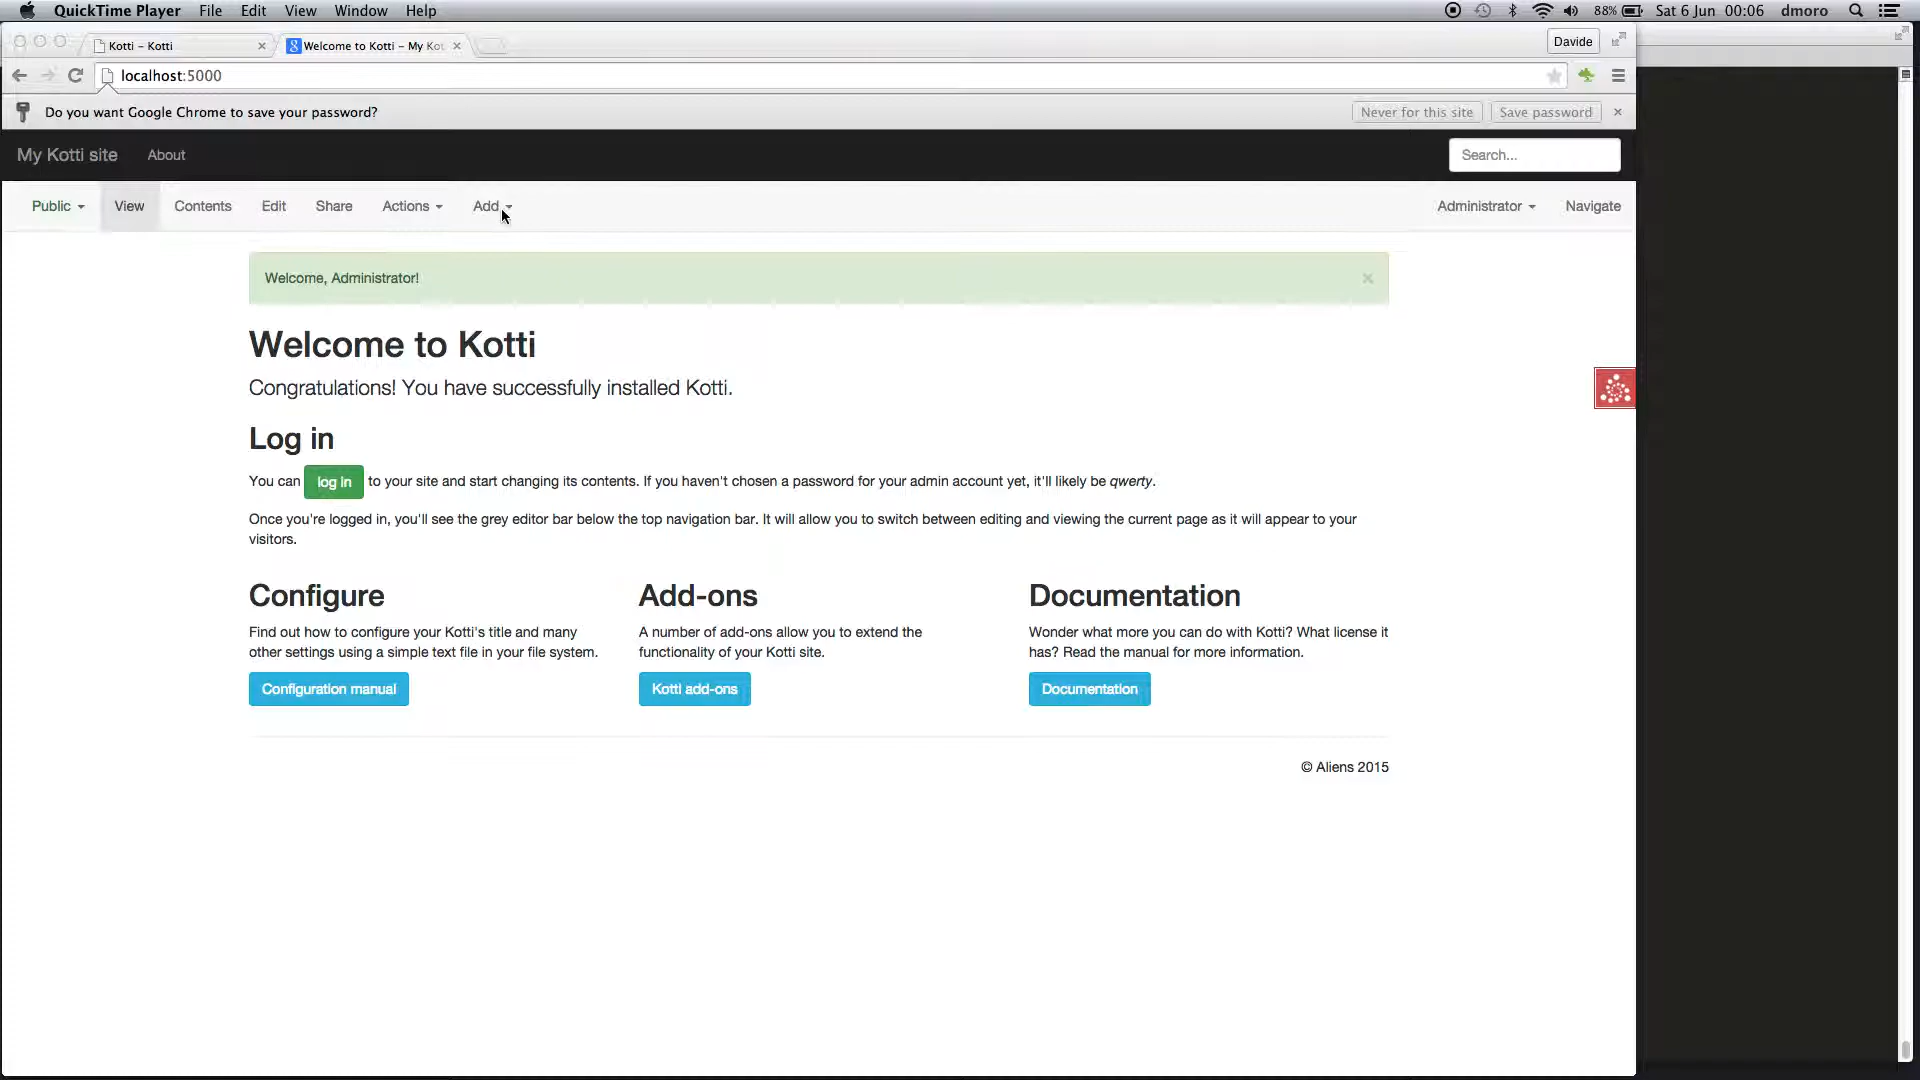 QuickTime Player File Edit View Window Help 88% Sat 6 Jun 00:06 dmoro
Kotti – Kotti
Welcome to Kotti – My Kot
Davide
localhost:5000
Do you want Google Chrome to save your password? Never for this site Save password
My Kotti site About Search...
Public View Contents Edit Share Actions Add Administrator Navigate
Welcome, Administrator!
Welcome to Kotti
Congratulations! You have successfully installed Kotti.
Log in
You can log in to your site and start changing its contents. If you haven't chosen a password for your admin account yet, it'll likely be qwerty.
Once you're logged in, you'll see the grey editor bar below the top navigation bar. It will allow you to switch between editing and viewing the current page as it will appear to your
visitors.
Configure
Find out how to configure your Kotti's title and many
other settings using a simple text file in your file system.
Configuration manual
Add-ons
A number of add-ons allow you to extend the
functionality of your Kotti site.
Kotti add-ons
Documentation
Wonder what more you can do with Kotti? What license it
has? Read the manual for more information.
Documentation
© Aliens 2015